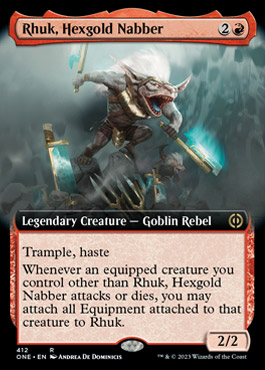 Rhuk, Hexgold Nabber 2
Legendary Creature — Goblin Rebel
Trample, haste
Whenever an equipped creature you
control other than Rhuk, Hexgold
Nabber attacks or dies, you may
attach all Equipment attached to that
creature to Rhuk.
2/2
412 R
ONE • EN Andrea De Dominicis
™ & © 2023 Wizards of the Coast